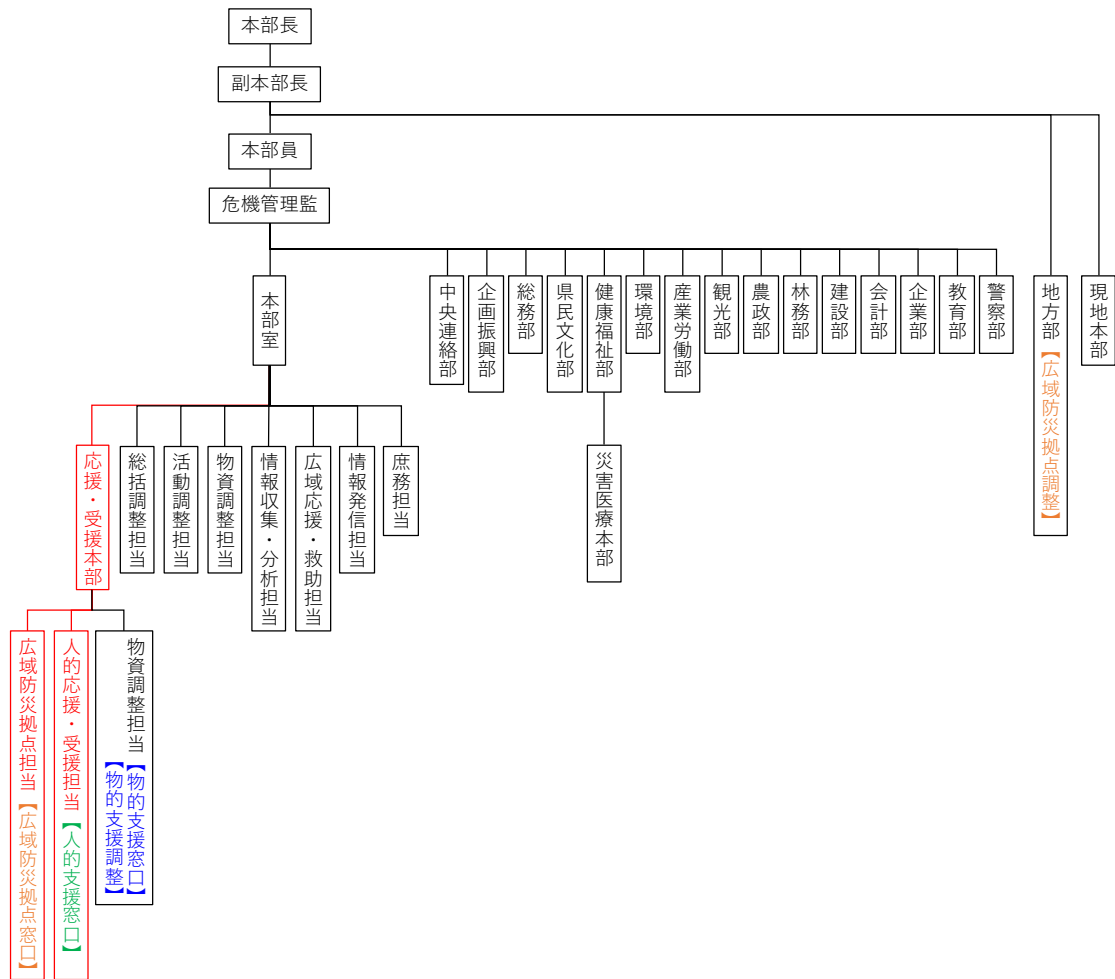 本部長
副本部長
本部員
危機管理監
本部室
中央連絡部
企画振興部
総務部
県民文化部
健康福祉部
環境部
産業労働部
観光部
農政部
林務部
建設部
会計部
企業部
教育部
警察部
地方部【広域防災拠点調整】
現地本部
応援・受援本部
総括調整担当
活動調整担当
物資調整担当
情報収集・分析担当
広域応援・救助担当
情報発信担当
庶務担当
災害医療本部
広域防災拠点担当【広域防災拠点窓口】
人的応援・受援担当【人的支援窓口】
物資調整担当【物的支援窓口】
【物的支援調整】